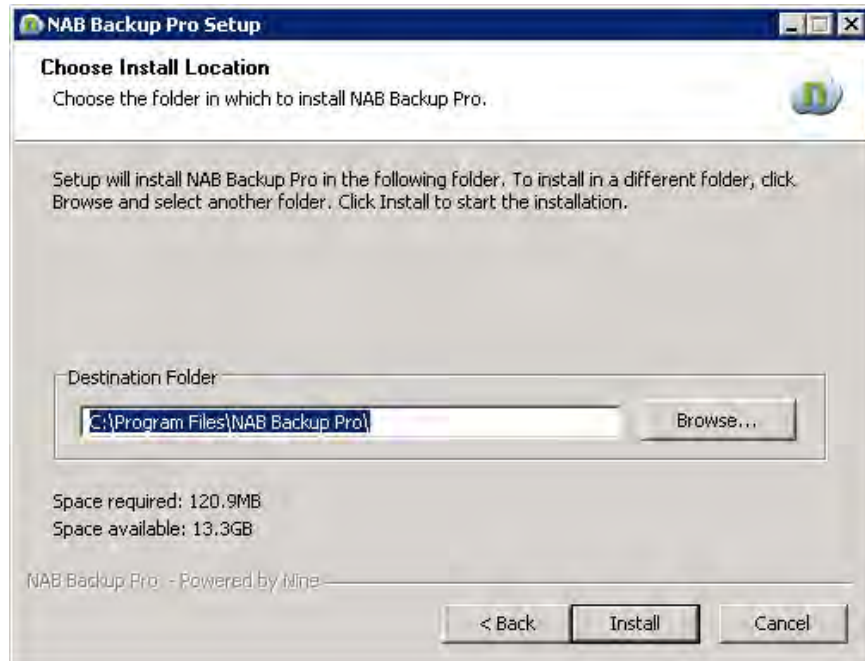 NAB Backup Pro Setup
Choose Install Location
Choose the folder in which to install NAB Backup Pro.
Setup will install NAB Backup Pro in the following folder. To install in a different folder, click
Browse and select another folder. Click Install to start the installation.
Destination Folder
C:\Program Files\NAB Backup Pro\
Browse...
Space required: 120.9MB
Space available: 13.3GB
NAB Backup Pro - Powered by Nine
< Back
Install
Cancel